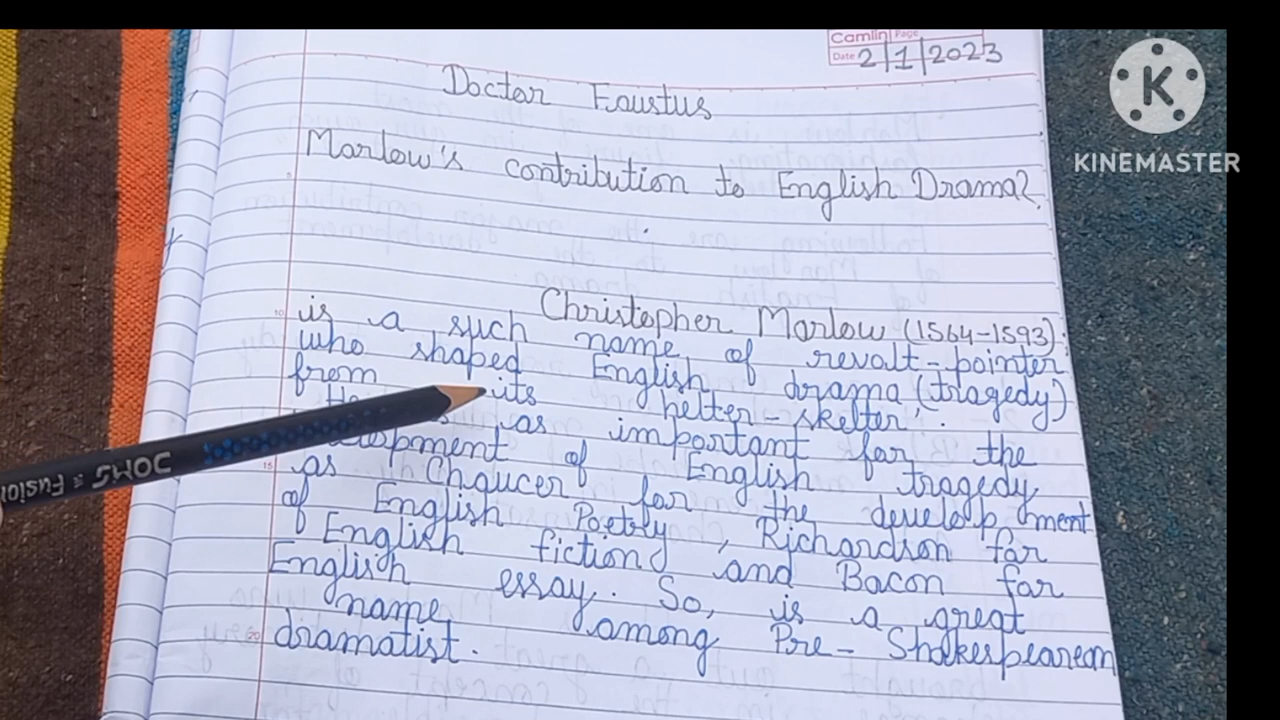 Camlin Page
Date 2|1|2023
Doctor Faustus
Marlow's contribution to English Drama?
Christopher Marlow (1564-1593):
is a such name of revolt-pointer
who shaped English drama (tragedy)
from its helter-skelter'.
as important for the
of English tragedy
as Chaucer for the development
of English Poetry, Richardson for
English fiction and Bacon for
English essay. So, is a great
name among Pre-Shakespearean
dramatist.
DOMS Fusion
K
KINEMASTER